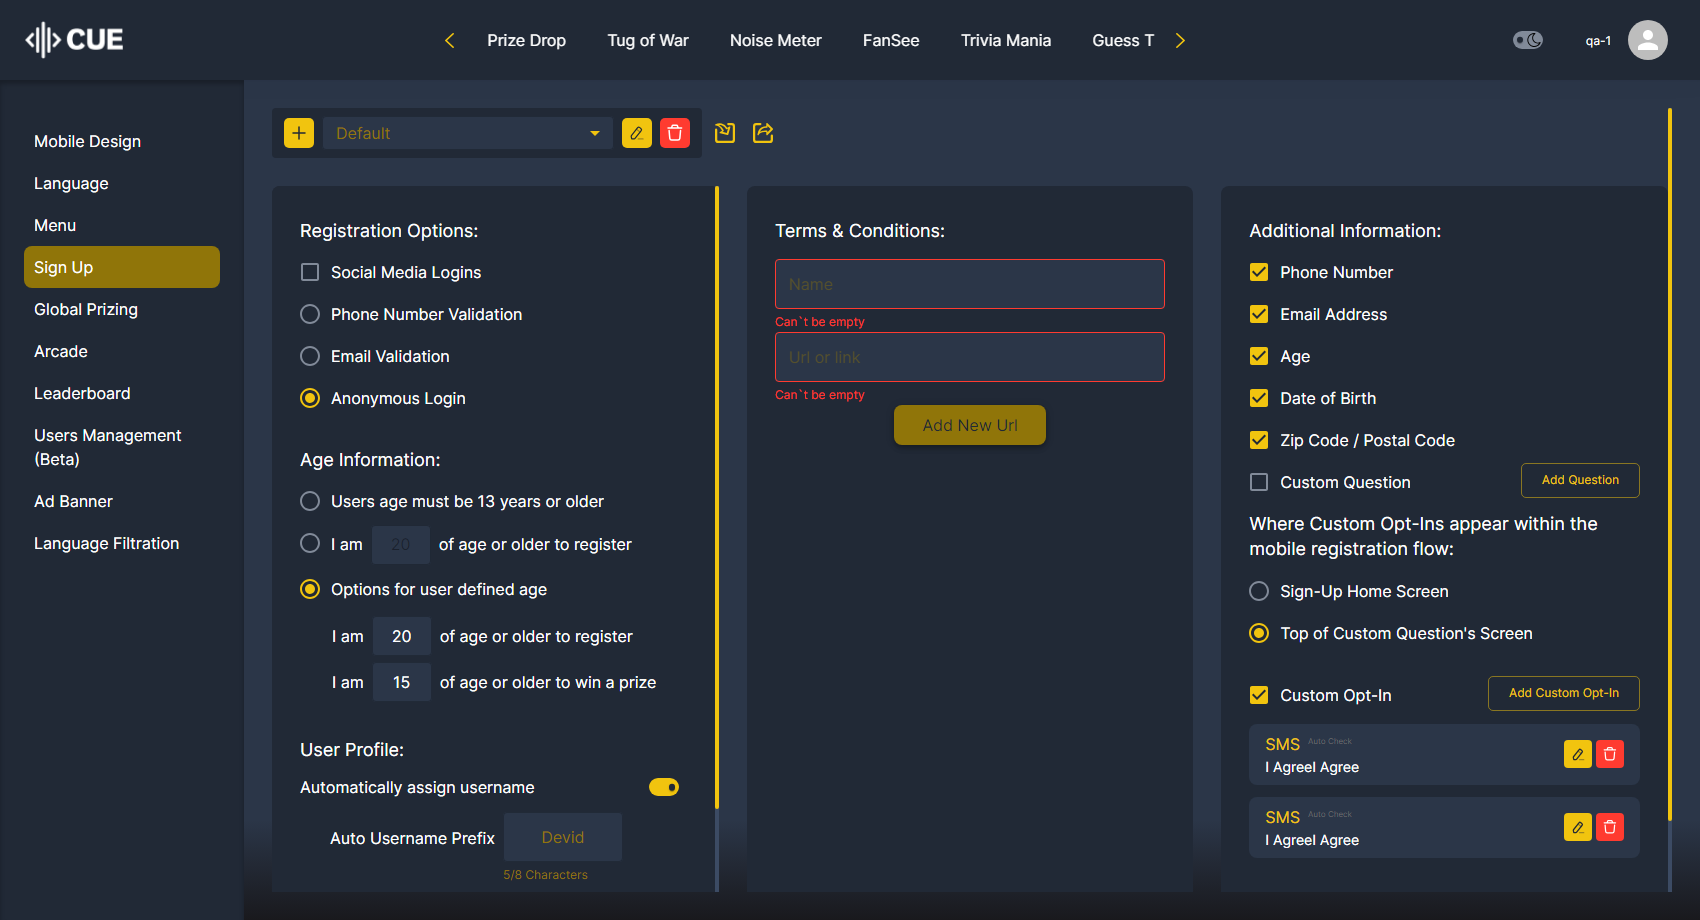 CUE
Prize Drop
Tug of War
Noise Meter
FanSee
Trivia Mania
Guess T
qa-1
Mobile Design
Language
Menu
Sign Up
Global Prizing
Arcade
Leaderboard
Users Management
(Beta)
Ad Banner
Language Filtration
Default
Registration Options:
Social Media Logins
Phone Number Validation
Email Validation
Anonymous Login
Age Information:
Users age must be 13 years or older
I am 20 of age or older to register
Options for user defined age
I am 20 of age or older to register
I am 15 of age or older to win a prize
User Profile:
Automatically assign username
Auto Username Prefix Devid
5/8 Characters
Terms & Conditions:
Name
Can`t be empty
Url or link
Can`t be empty
Add New Url
Additional Information:
Phone Number
Email Address
Age
Date of Birth
Zip Code / Postal Code
Custom Question Add Question
Where Custom Opt-Ins appear within the
mobile registration flow:
Sign-Up Home Screen
Top of Custom Question's Screen
Custom Opt-In Add Custom Opt-In
SMS Auto Check
I AgreeI Agree
SMS Auto Check
I AgreeI Agree